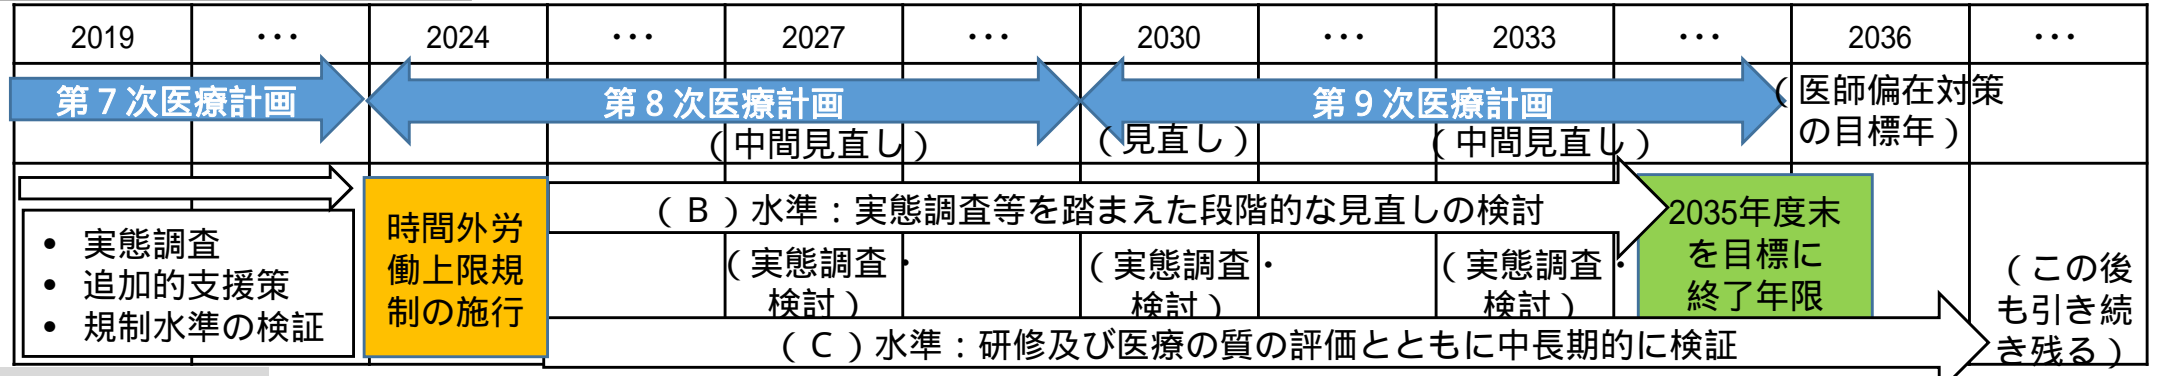 2019 ・・・ 2024 ・・・ 2027 ・・・ 2030 ・・・ 2033 ・・・ 2036 ・・・
第７次医療計画
第８次医療計画
第９次医療計画
（医師偏在対策
の目標年）
（中間見直し）
（見直し）
（中間見直し）
• 実態調査
• 追加的支援策
• 規制水準の検証
時間外労
働上限規
制の施行
（Ｂ）水準：実態調査等を踏まえた段階的な見直しの検討
（実態調査・
検討）
（実態調査・
検討）
（実態調査・
検討）
2035年度末
を目標に
終了年限
（Ｃ）水準：研修及び医療の質の評価とともに中長期的に検証
（この後
も引き続
き残る）